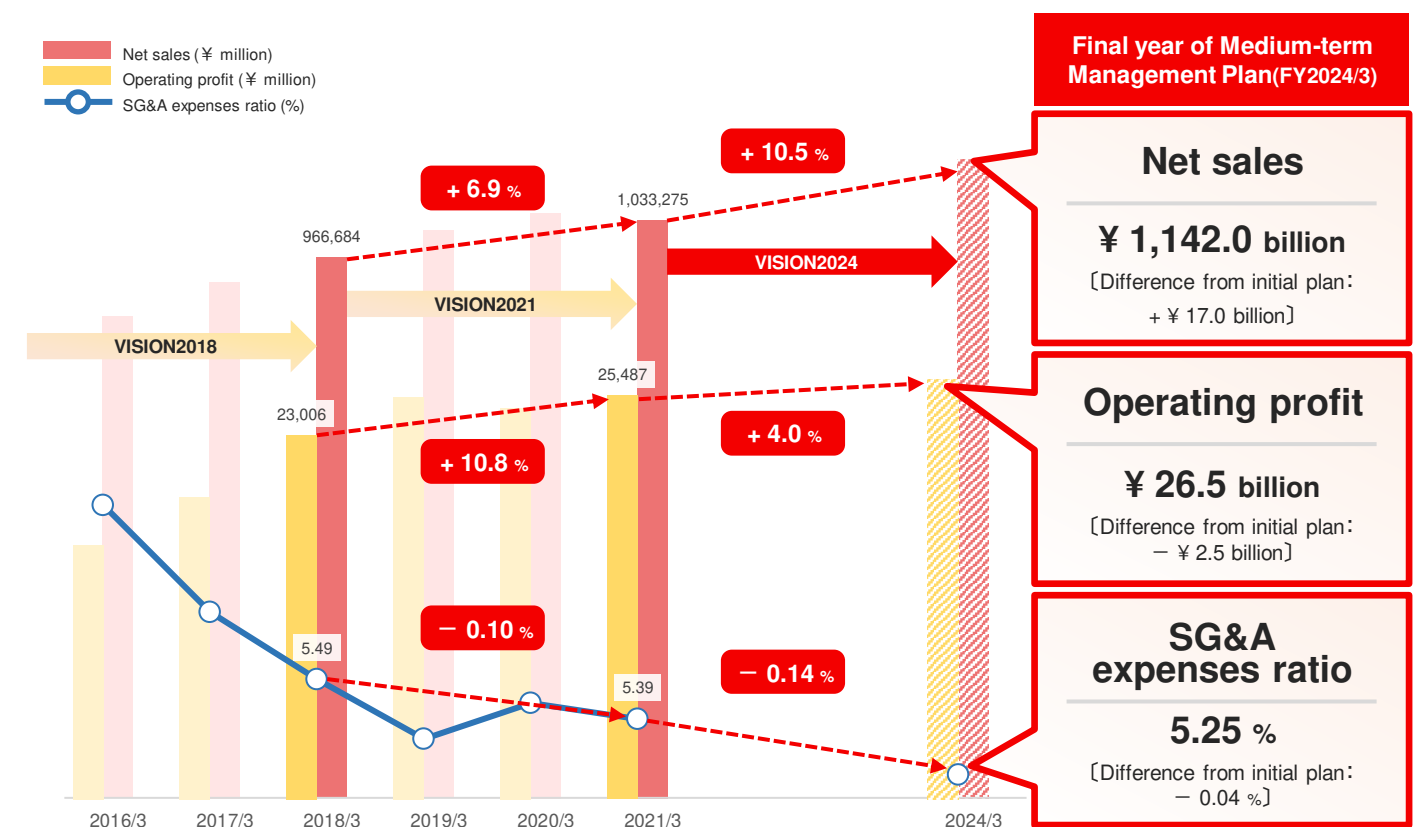 Net sales (¥ million)
Operating profit (¥ million)
SG&A expenses ratio (%)
Final year of Medium-term
Management Plan(FY2024/3)
Net sales
¥ 1,142.0 billion
〔Difference from initial plan：
+ ¥ 17.0 billion〕
Operating profit
¥ 26.5 billion
〔Difference from initial plan：
－ ¥ 2.5 billion〕
SG&A
expenses ratio
5.25 %
〔Difference from initial plan：
－ 0.04 %〕
+ 6.9 %
+ 10.5 %
966,684
1,033,275
VISION2018
VISION2021
VISION2024
23,006
25,487
+ 10.8 %
+ 4.0 %
－ 0.10 %
－ 0.14 %
5.49
5.39
2016/3
2017/3
2018/3
2019/3
2020/3
2021/3
2024/3